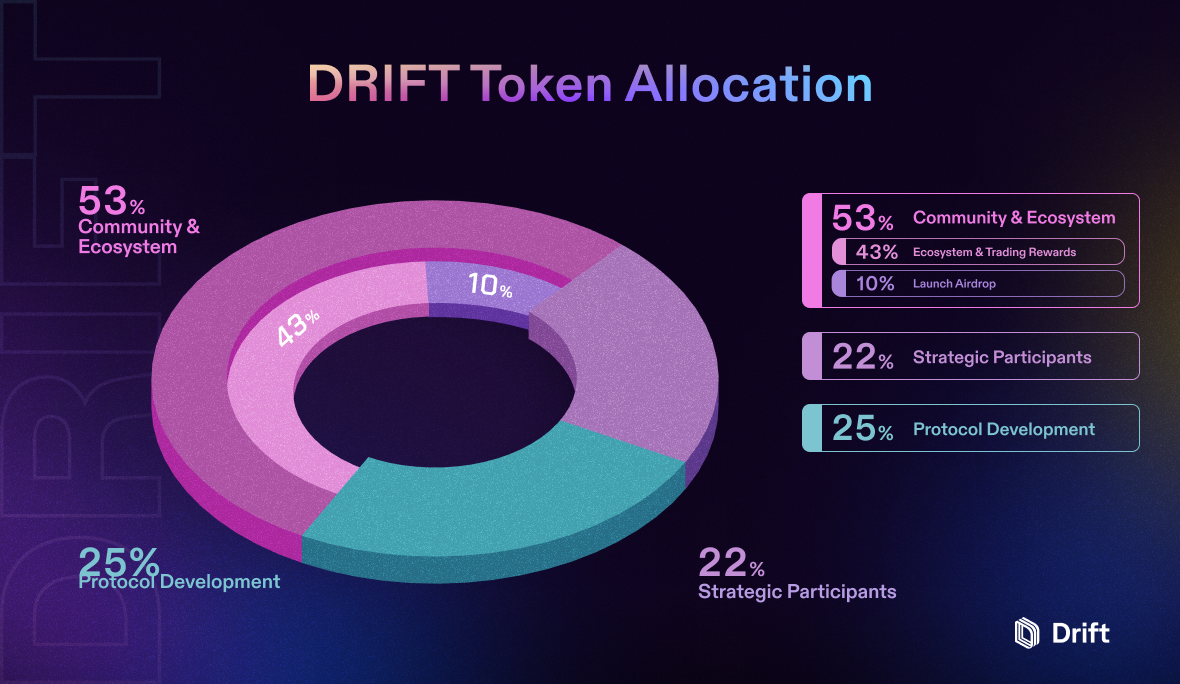 DRIFT
DRIFT Token Allocation
53%
Community &
Ecosystem
10%
43%
25%
Protocol Development
22%
Strategic Participants
53% Community & Ecosystem
43% Ecosystem & Trading Rewards
10% Launch Airdrop
22% Strategic Participants
25% Protocol Development
Drift